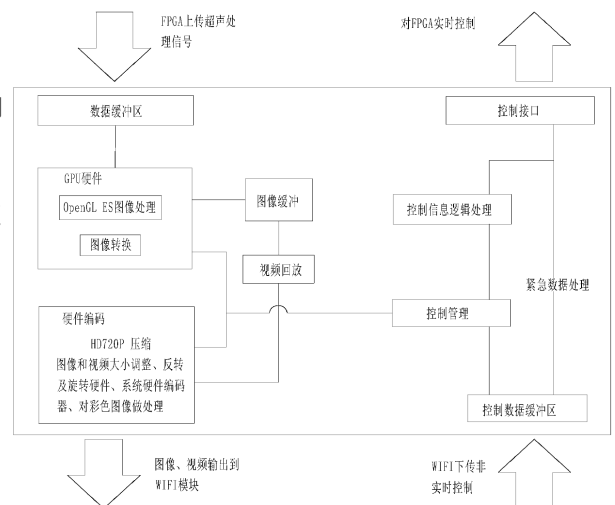 FPGA上传超声处
理信号
对FPGA实时控制
数据缓冲区
控制接口
GPU硬件
OpenGL ES图像处理
图像转换
图像缓冲
控制信息逻辑处理
视频回放
紧急数据处理
控制管理
硬件编码
HD720P 压缩
图像和视频大小调整、反转
及旋转硬件、系统硬件编码
器、对彩色图像做处理
控制数据缓冲区
图像、视频输出到
WIFI模块
WIFI下传非
实时控制